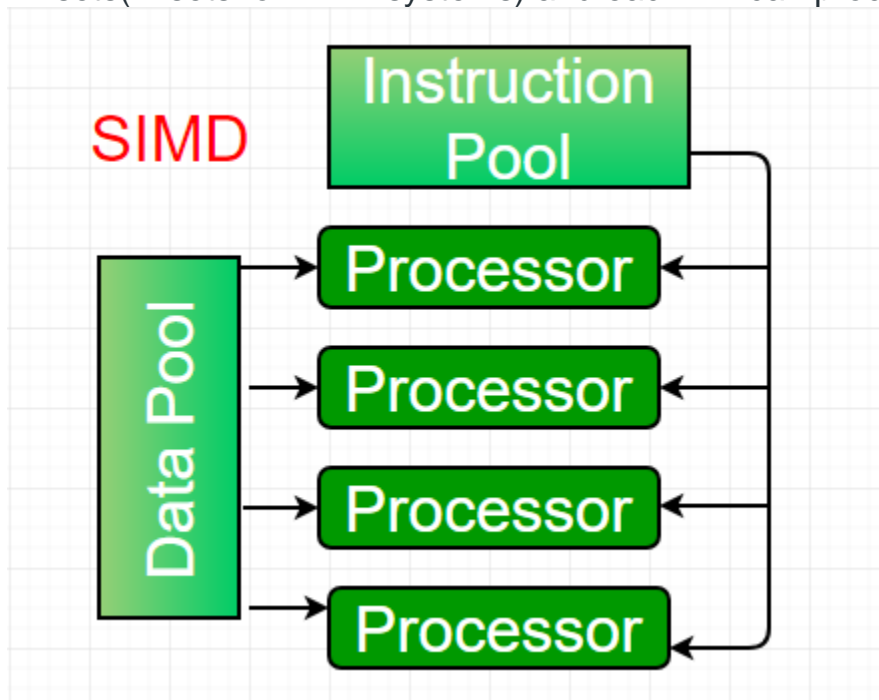 SIMD
Instruction
Pool
Data Pool
Processor
Processor
Processor
Processor